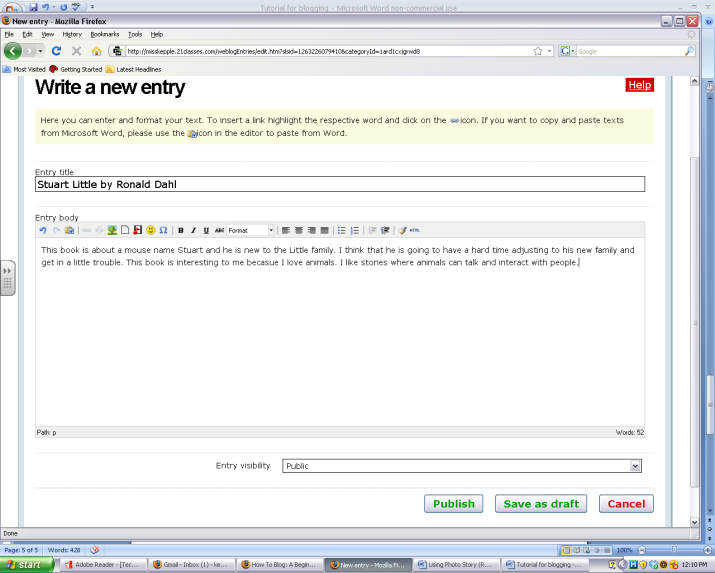 Tutorial for blogging - Microsoft Word non-commercial use
New entry - Mozilla Firefox
File Edit View History Bookmarks Tools Help
http://misskepple.21classes.com/weblogEntries/edit.htm?slsid=1263226079410&categoryId=1ard1cxjgrwd8
Google
Most Visited Getting Started Latest Headlines
Write a new entry
Help
Here you can enter and format your text. To insert a link highlight the respective word and click on the icon. If you want to copy and paste texts
from Microsoft Word, please use the icon in the editor to paste from Word.
Entry title
Stuart Little by Ronald Dahl
Entry body
B I U ABC Format HTML
This book is about a mouse name Stuart and he is new to the Little family. I think that he is going to have a hard time adjusting to his new family and
get in a little trouble. This book is interesting to me becasue I love animals. I like stories where animals can talk and interact with people.
Path: p Words: 52
Entry visibility Public
Publish Save as draft Cancel
Done
Page: 5 of 5 Words: 428 100%
start Adobe Reader - [Tec... Gmail - Inbox (1) - ke... How To Blog: A Begin... New entry - Mozilla Fi... Using Photo Story (R... Tutorial for blogging -... 12:10 PM